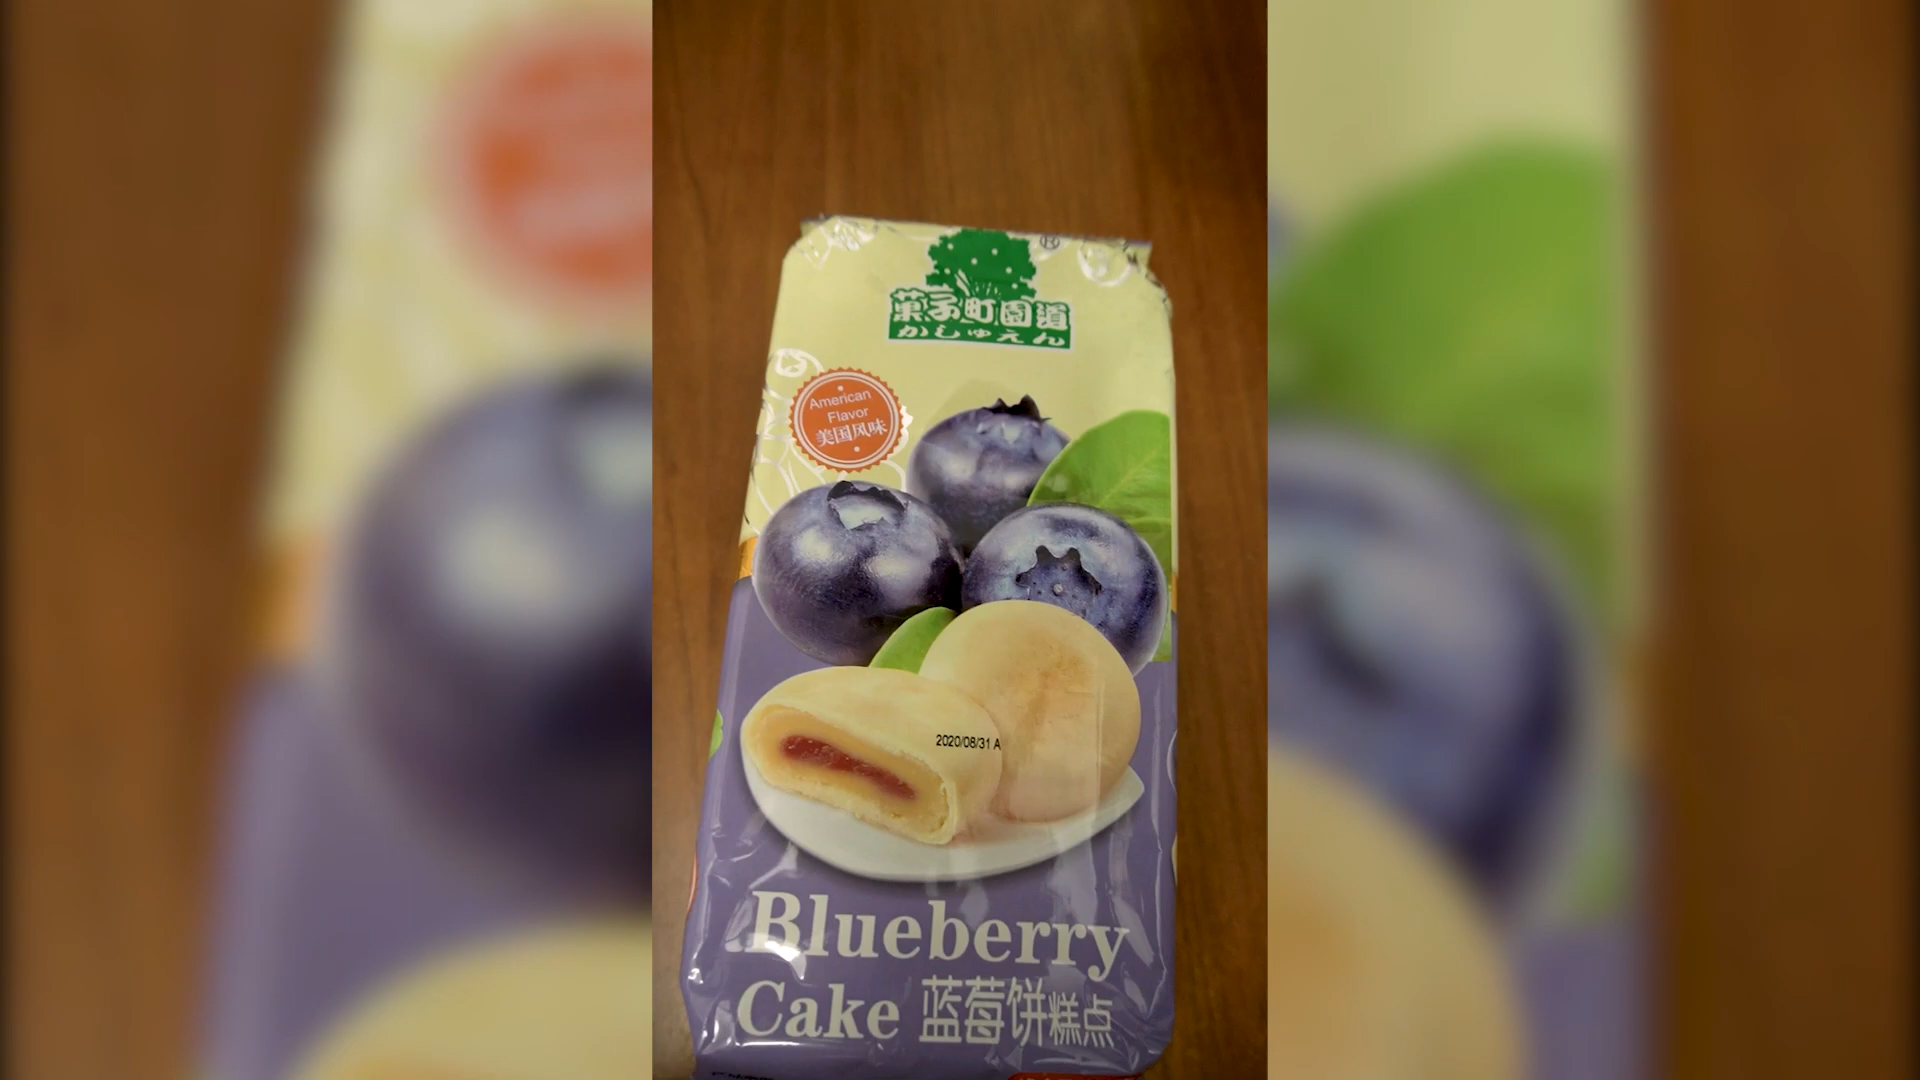 ®
菓子町園道
かしゅえん
American
Flavor
美国风味
2020/08/31 A
Blueberry
Cake 蓝莓饼糕点